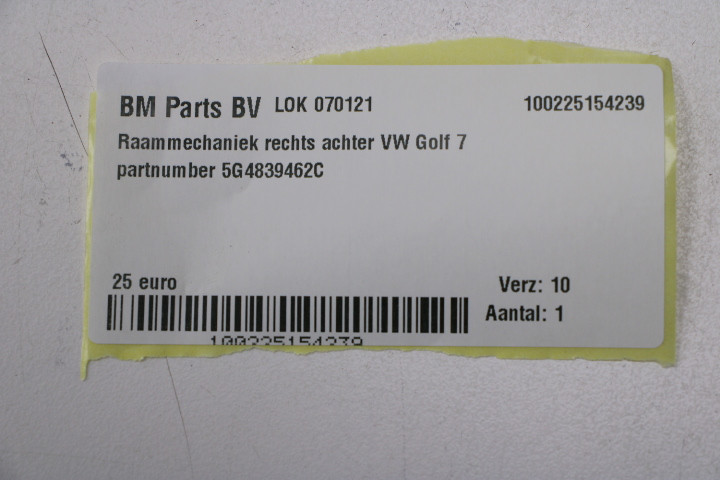 BM Parts BV LOK 070121 100225154239
Raammechaniek rechts achter VW Golf 7
partnumber 5G4839462C
25 euro Verz: 10
Aantal: 1
100225154239